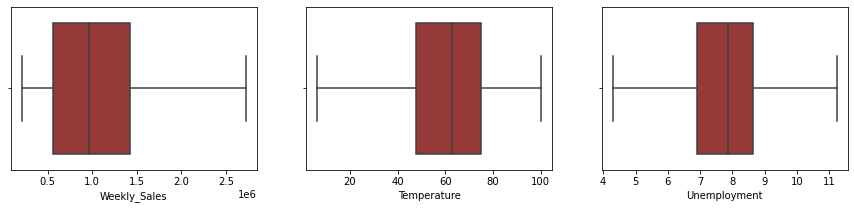 0.5 1.0 1.5 2.0 2.5
1e6
Weekly_Sales
20 40 60 80 100
Temperature
4 5 6 7 8 9 10 11
Unemployment